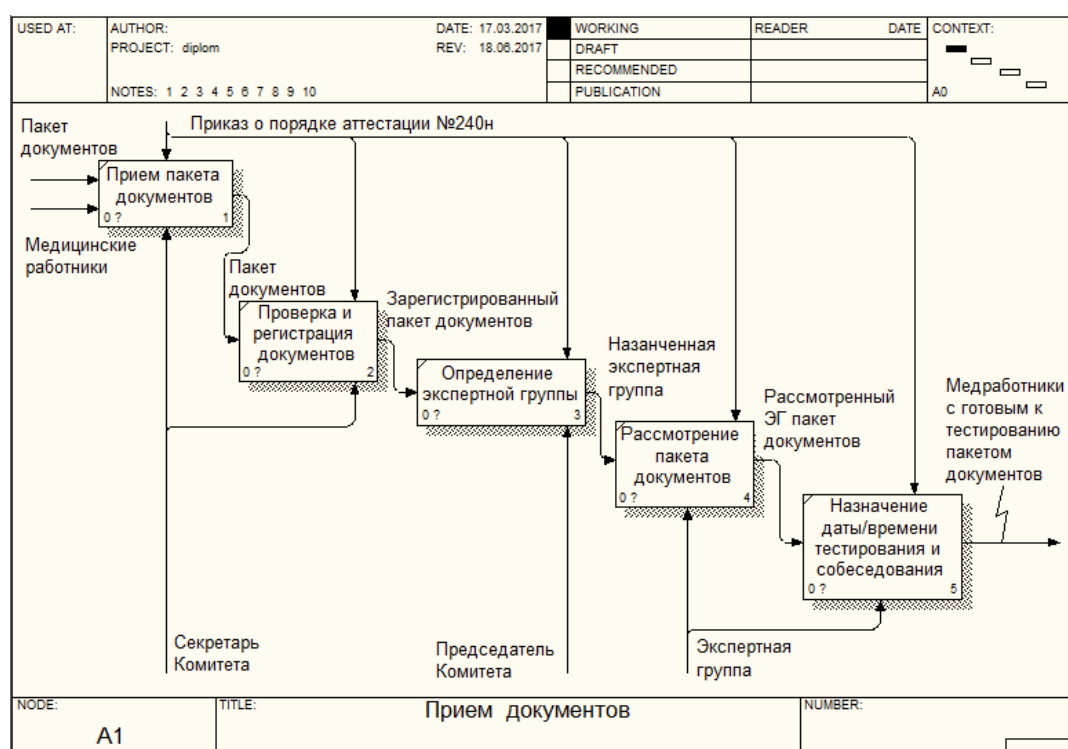 USED AT:
AUTHOR:
DATE: 17.03.2017
PROJECT: diplom
REV: 18.06.2017
NOTES: 1 2 3 4 5 6 7 8 9 10
WORKING
DRAFT
RECOMMENDED
PUBLICATION
READER
DATE
CONTEXT:
A0
Приказ о порядке аттестации №240н
Пакет
документов
Медицинские
работники
Прием пакета
документов
0 ?
1
Пакет
документов
Проверка и
регистрация
документов
0 ?
2
Зарегистрированный
пакет документов
Определение
экспертной группы
0 ?
3
Назанченная
экспертная
группа
Рассмотрение
пакета
документов
0 ?
4
Рассмотренный
ЭГ пакет
документов
Назначение
даты/времени
тестирования и
собеседования
0 ?
5
Медработники
с готовым к
тестированию
пакетом
документов
Секретарь
Комитета
Председатель
Комитета
Экспертная
группа
NODE:
A1
TITLE:
Прием документов
NUMBER: